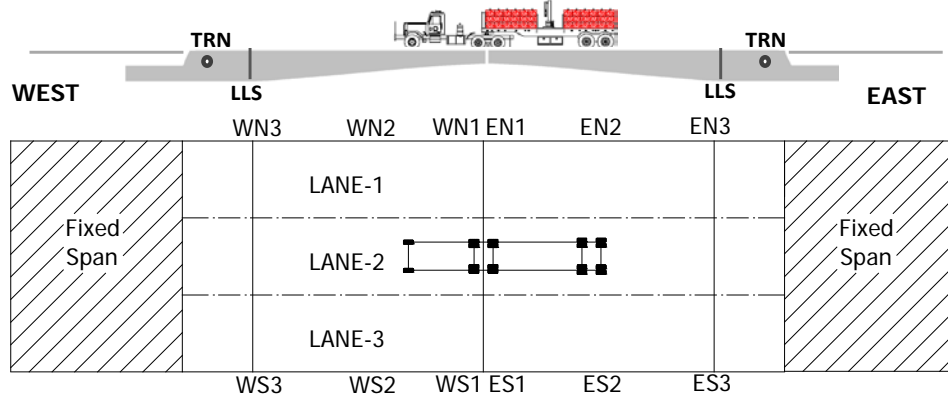 TRN TRN
WEST LLS LLS EAST
WN3 WN2 WN1 EN1 EN2 EN3
LANE-1
Fixed
Span
LANE-2
Fixed
Span
LANE-3
WS3 WS2 WS1 ES1 ES2 ES3